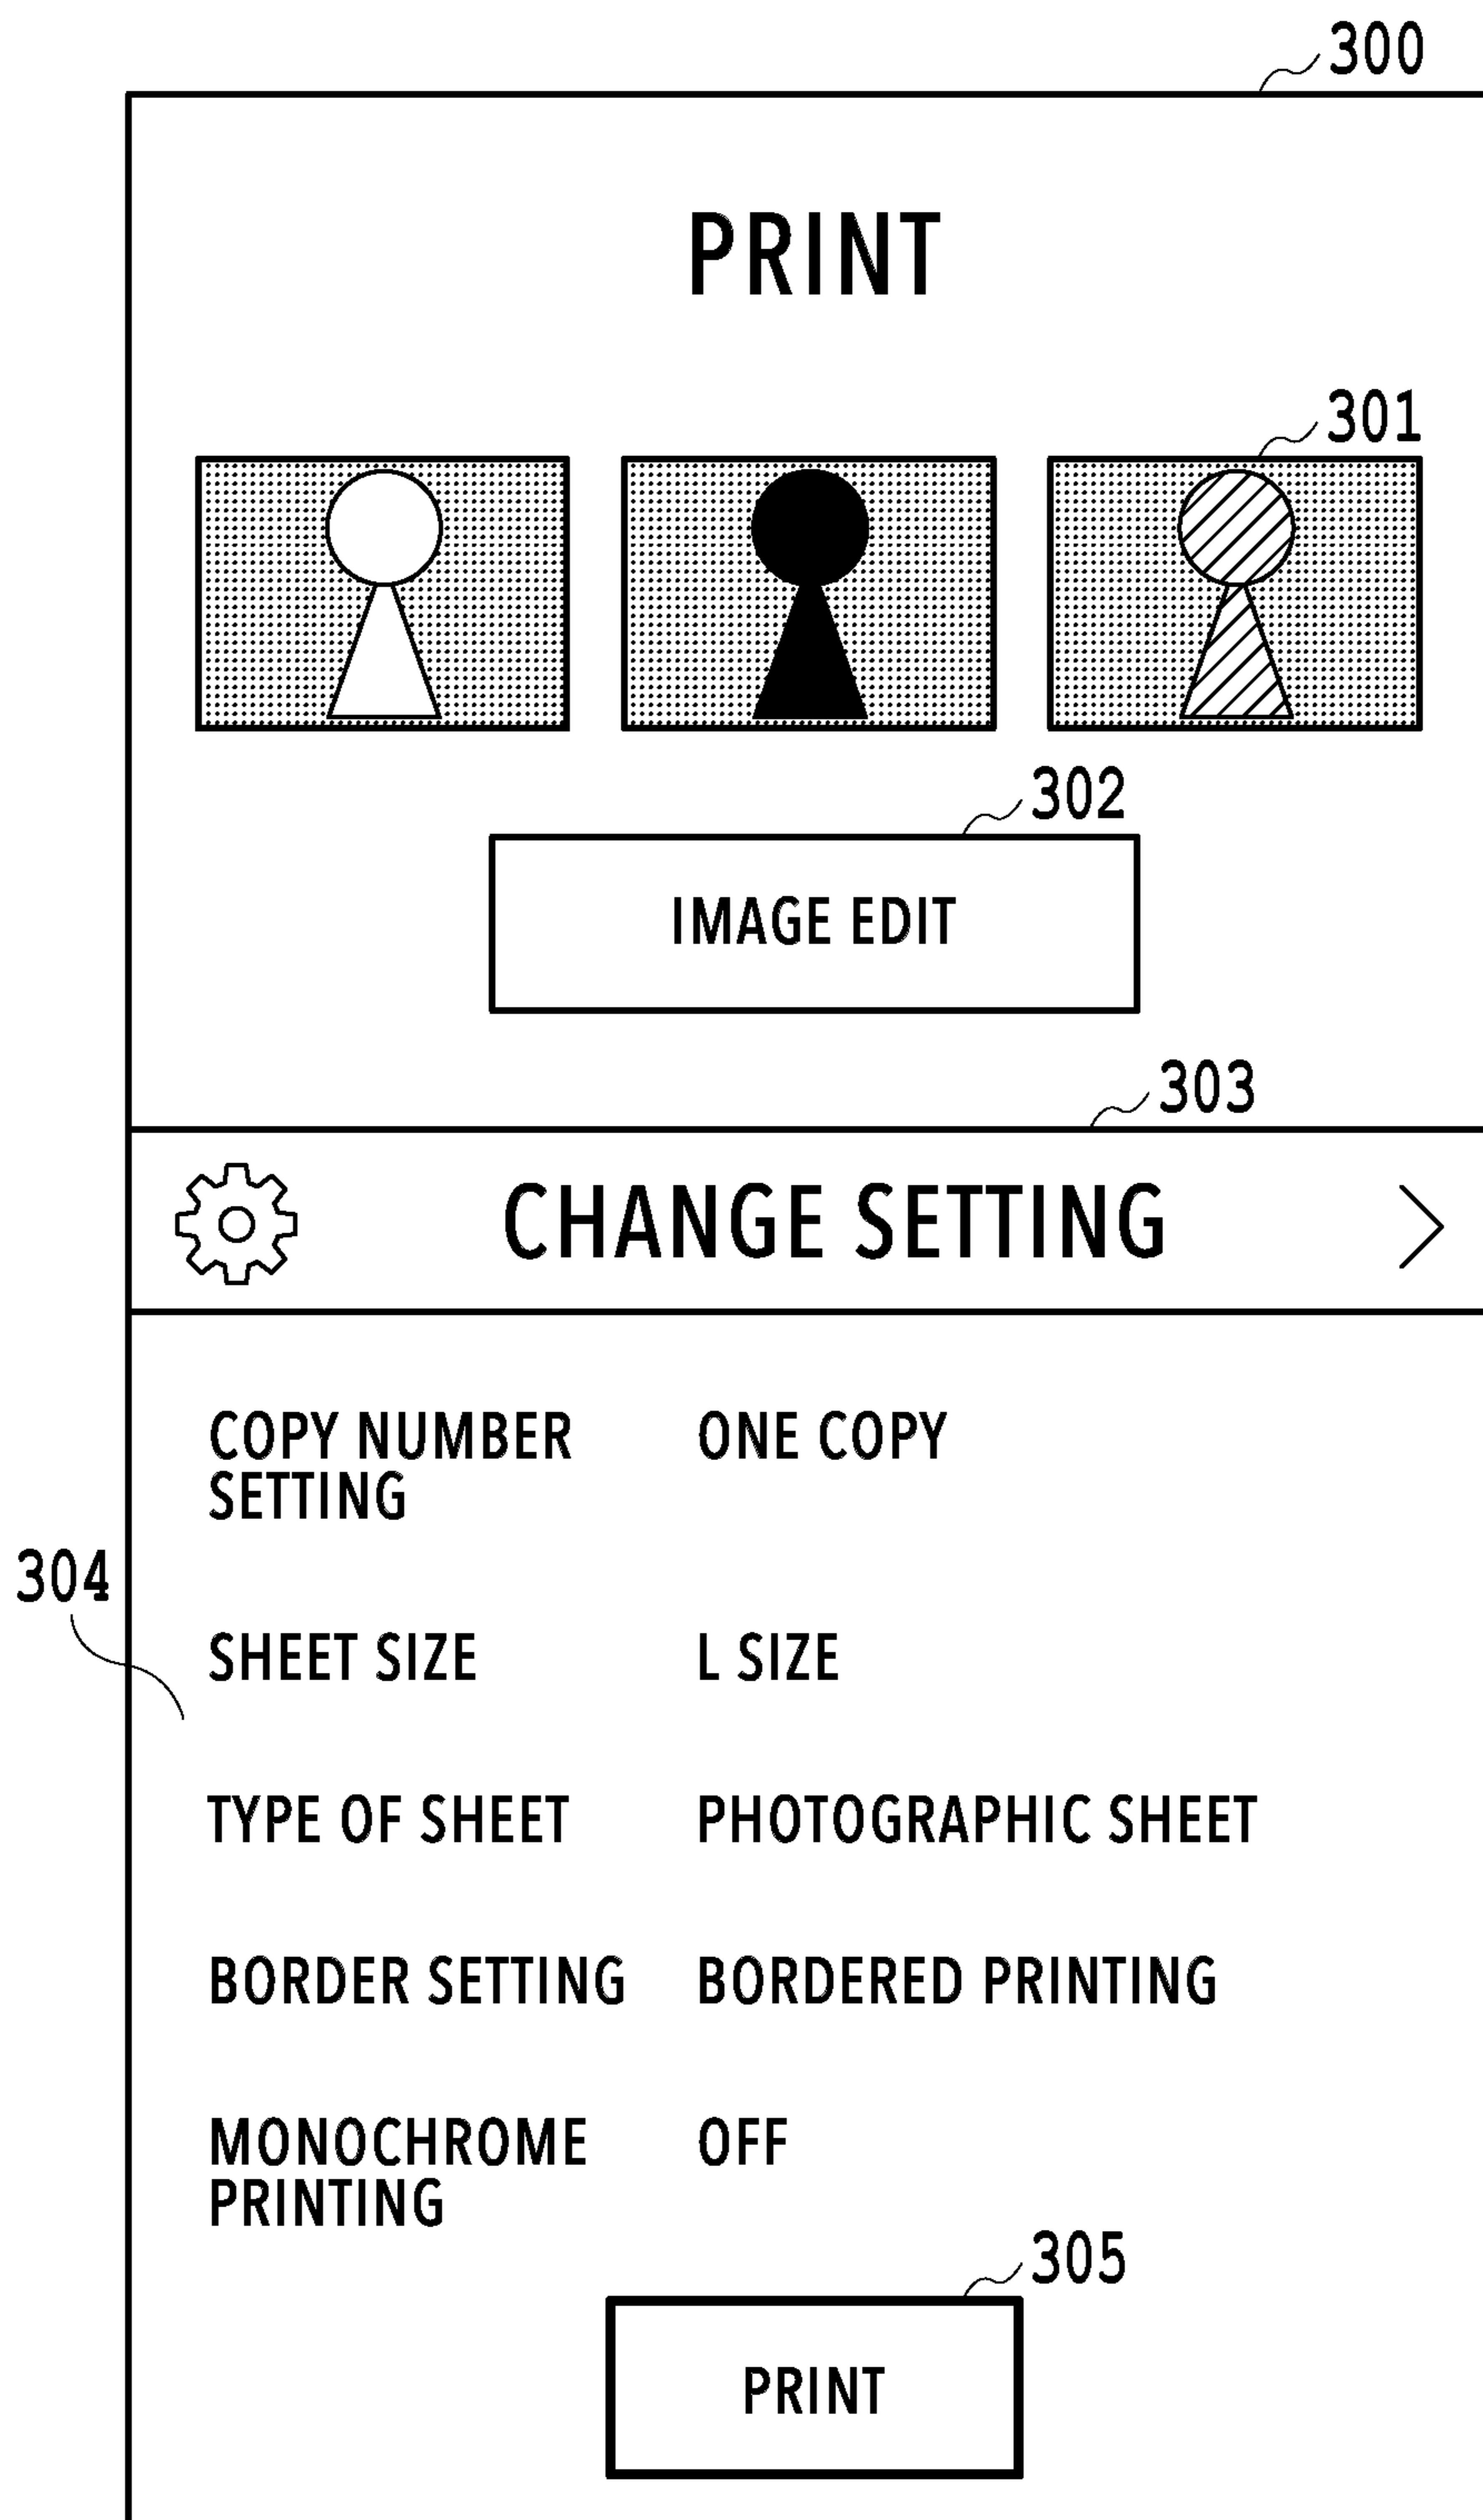 300
PRINT
301
302
IMAGE EDIT
303
CHANGE SETTING
COPY NUMBER ONE COPY
SETTING
304
SHEET SIZE L SIZE
TYPE OF SHEET PHOTOGRAPHIC SHEET
BORDER SETTING BORDERED PRINTING
MONOCHROME OFF
PRINTING
305
PRINT